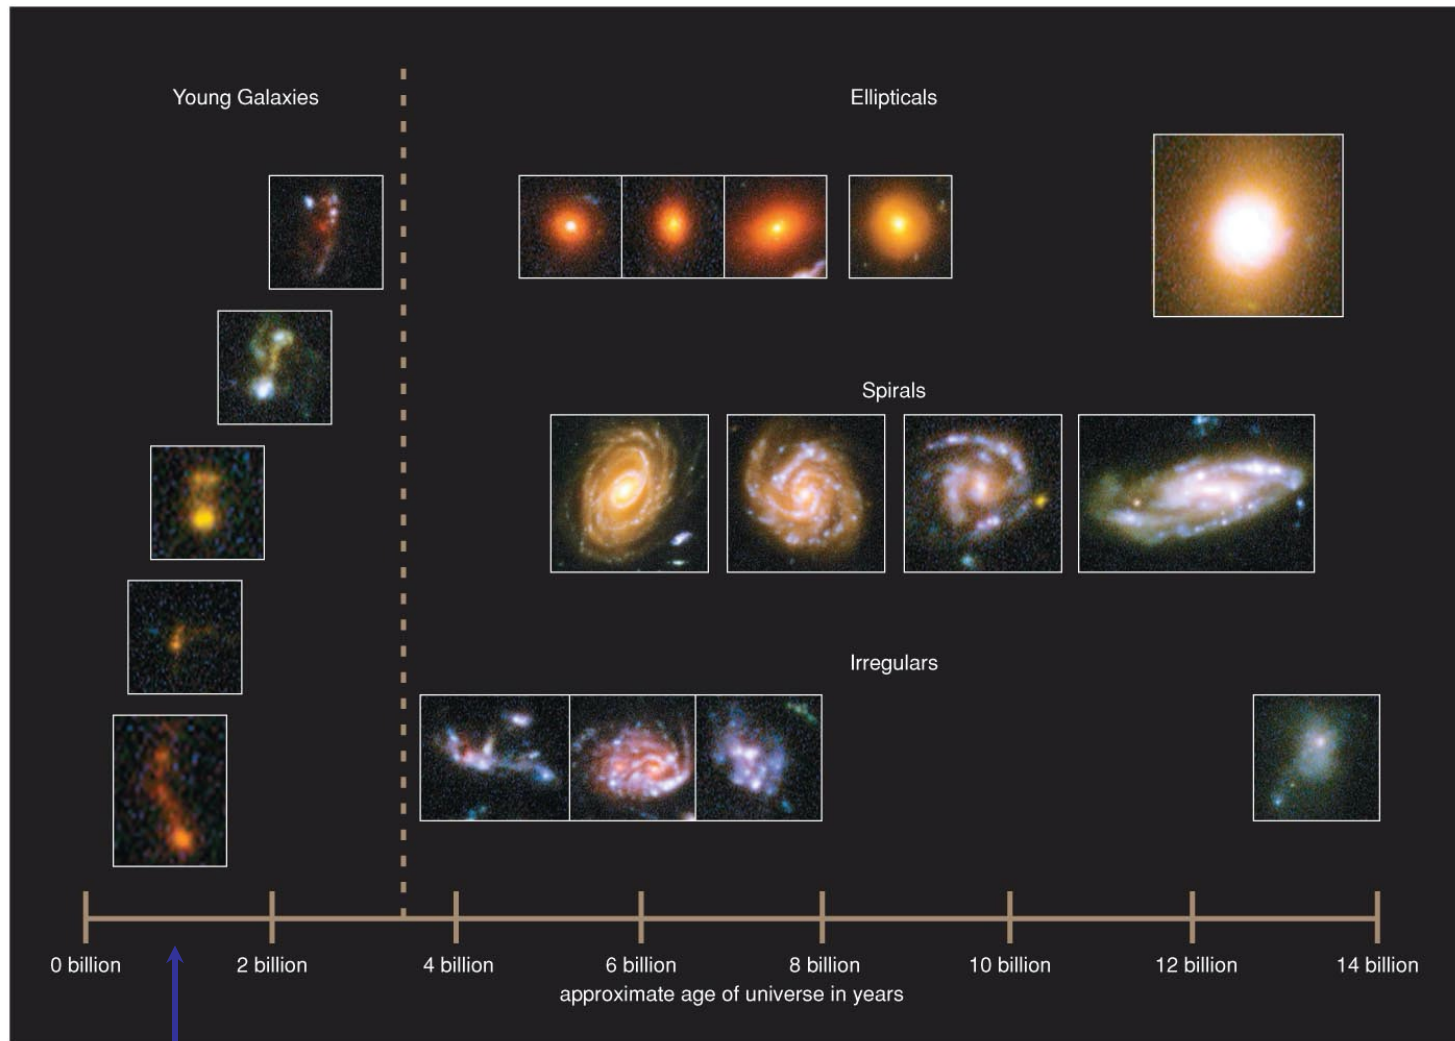 Young Galaxies
Ellipticals
Spirals
Irregulars
0 billion 2 billion 4 billion 6 billion 8 billion 10 billion 12 billion 14 billion
approximate age of universe in years